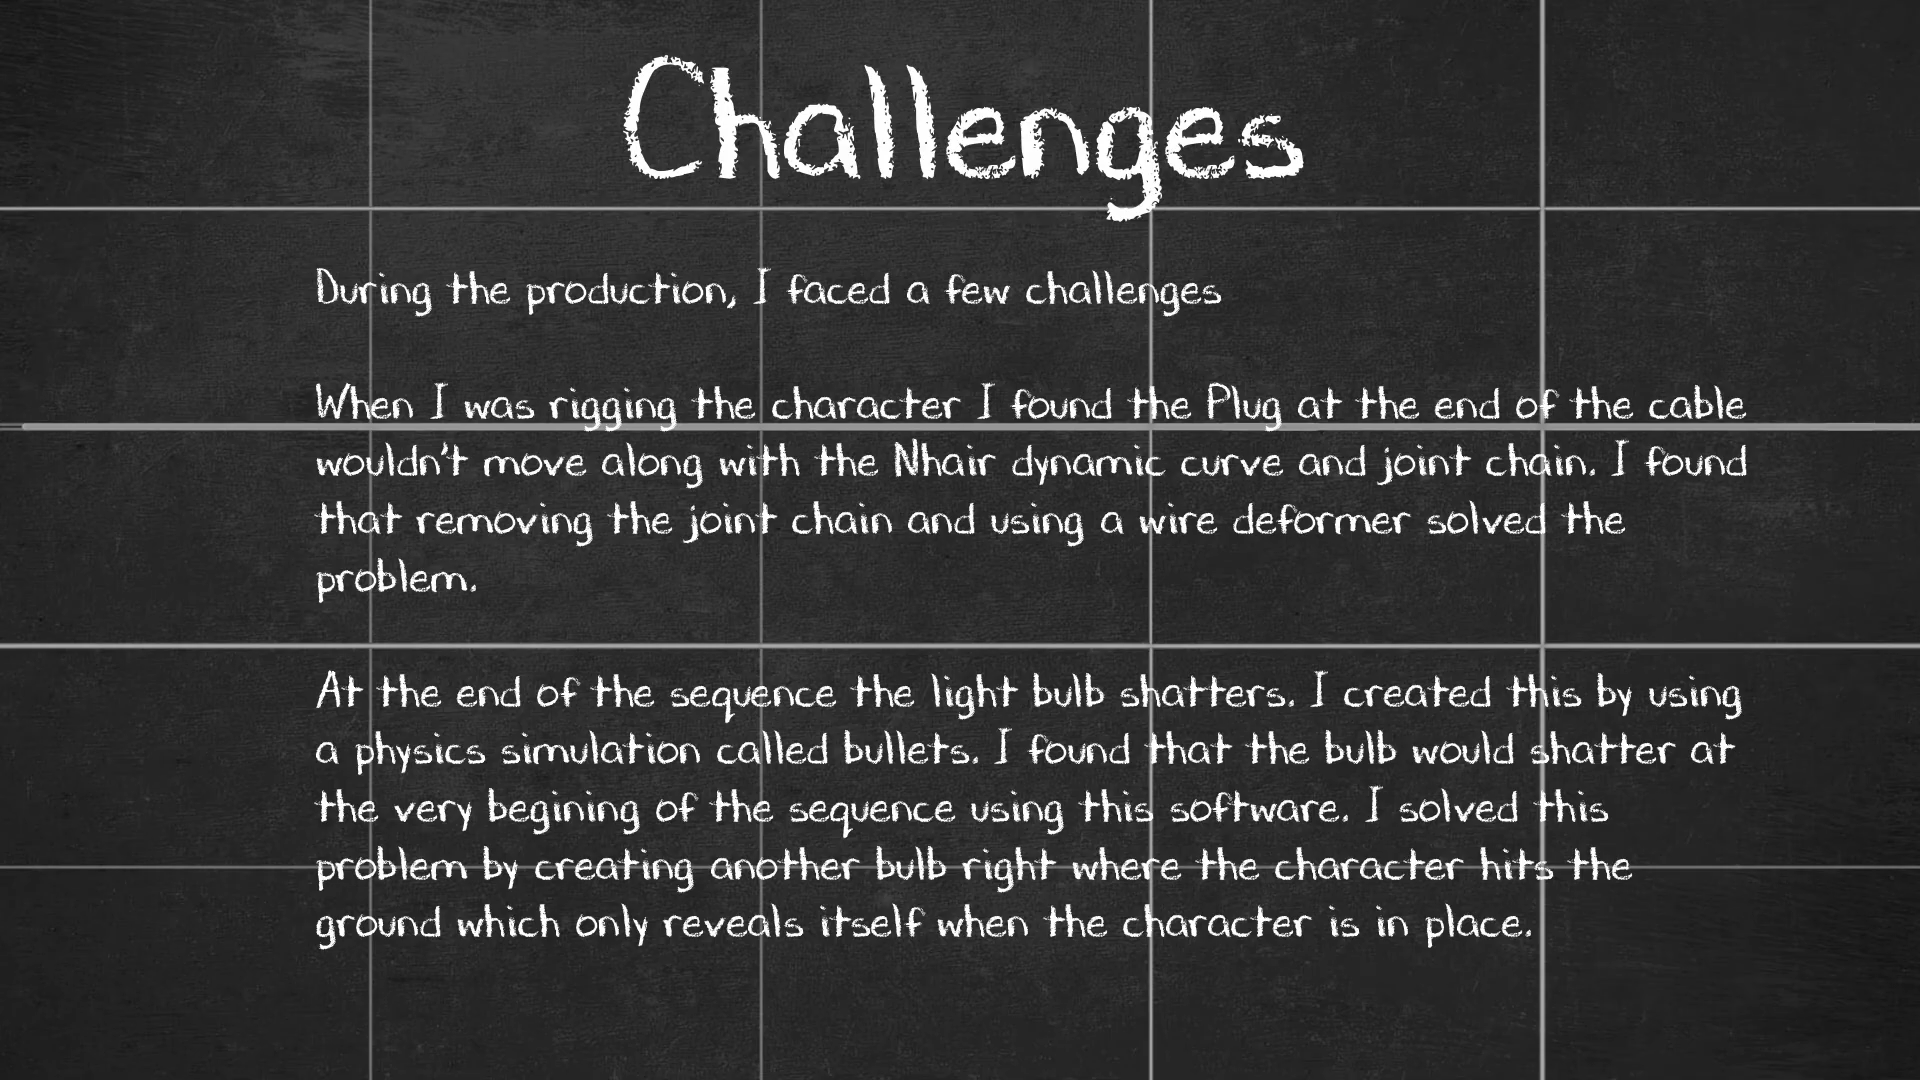 Challenges
During the production, I faced a few challenges
When I was rigging the character I found the Plug at the end of the cable
wouldn't move along with the Nhair dynamic curve and joint chain. I found
that removing the joint chain and using a wire deformer solved the
problem.
At the end of the sequence the light bulb shatters. I created this by using
a physics simulation called bullets. I found that the bulb would shatter at
the very begining of the sequence using this software. I solved this
problem by creating another bulb right where the character hits the
ground which only reveals itself when the character is in place.